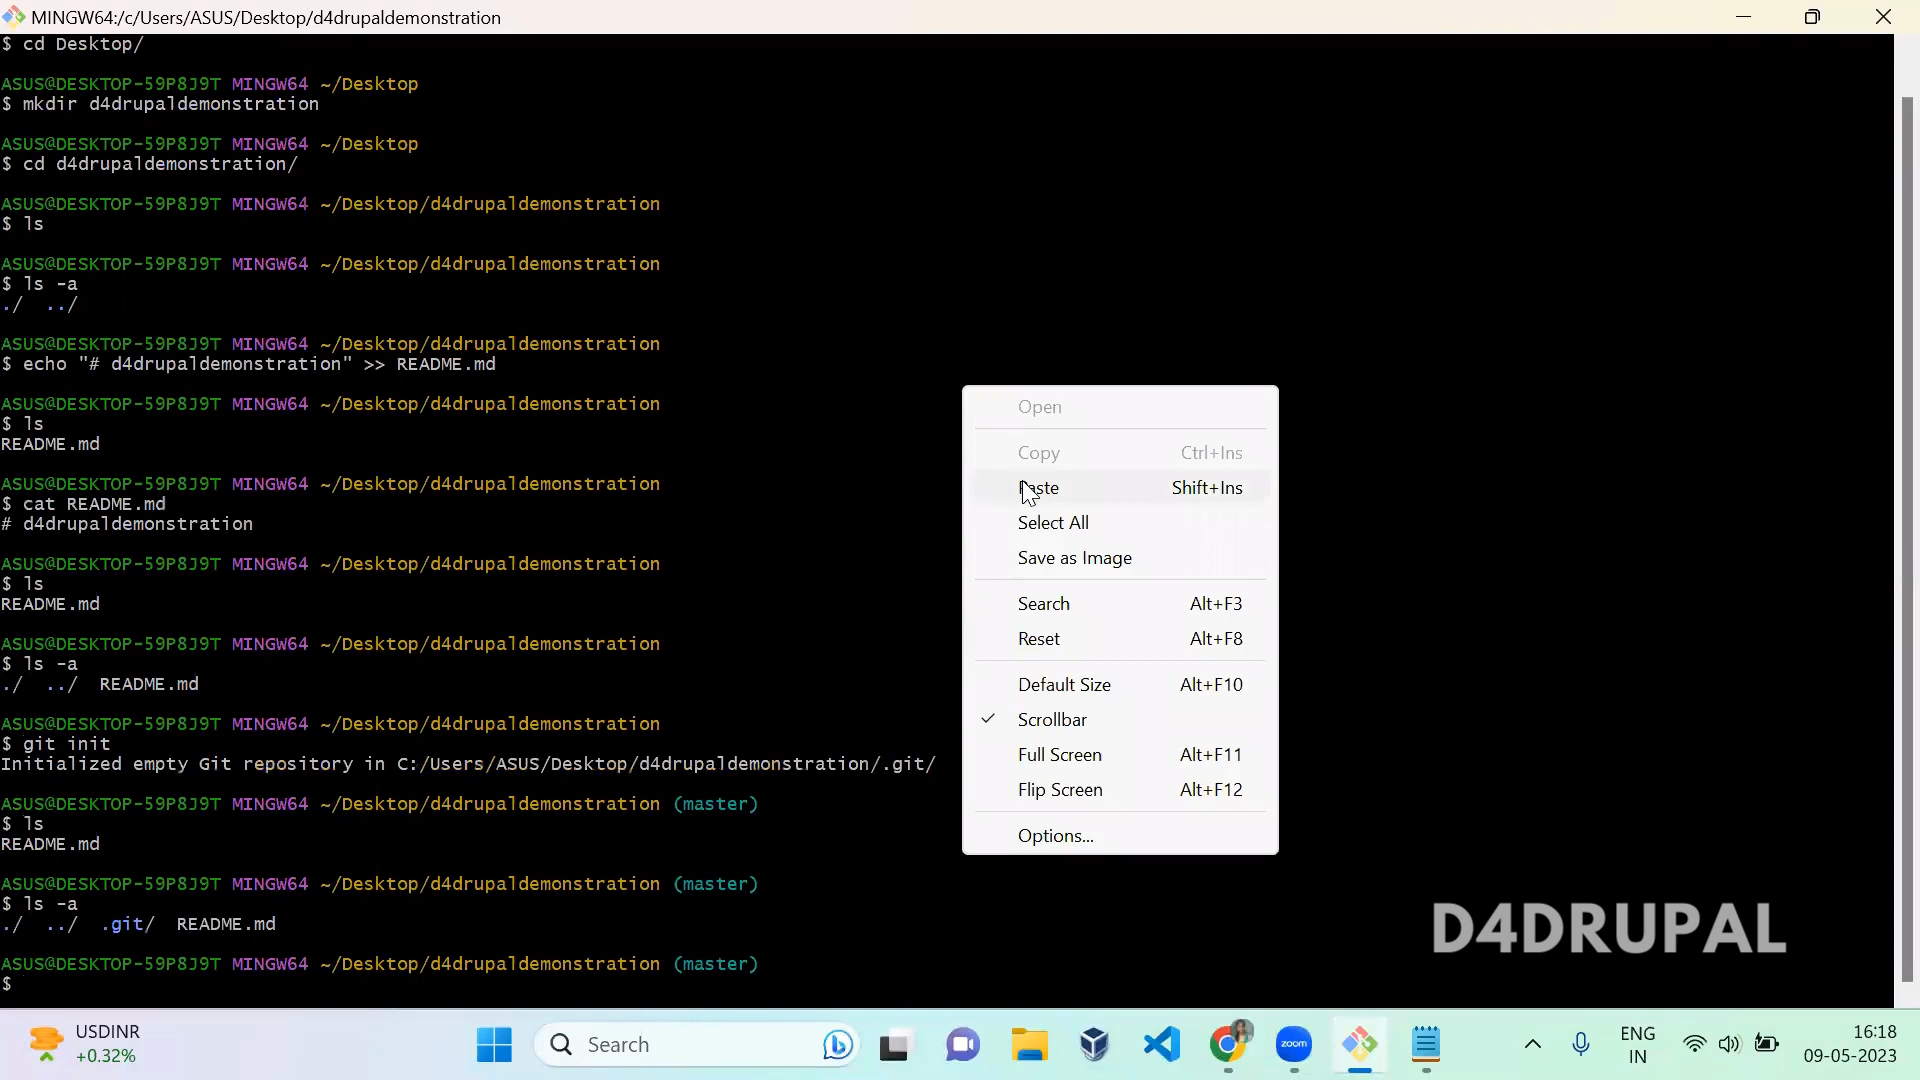 MINGW64:/c/Users/ASUS/Desktop/d4drupaldemonstration
$ cd Desktop/
ASUS@DESKTOP-59P8J9T MINGW64 ~/Desktop
$ mkdir d4drupaldemonstration
ASUS@DESKTOP-59P8J9T MINGW64 ~/Desktop
$ cd d4drupaldemonstration/
ASUS@DESKTOP-59P8J9T MINGW64 ~/Desktop/d4drupaldemonstration
$ ls
ASUS@DESKTOP-59P8J9T MINGW64 ~/Desktop/d4drupaldemonstration
$ ls -a
./  ../
ASUS@DESKTOP-59P8J9T MINGW64 ~/Desktop/d4drupaldemonstration
$ echo "# d4drupaldemonstration" >> README.md
ASUS@DESKTOP-59P8J9T MINGW64 ~/Desktop/d4drupaldemonstration
$ ls
README.md
ASUS@DESKTOP-59P8J9T MINGW64 ~/Desktop/d4drupaldemonstration
$ cat README.md
# d4drupaldemonstration
ASUS@DESKTOP-59P8J9T MINGW64 ~/Desktop/d4drupaldemonstration
$ ls
README.md
ASUS@DESKTOP-59P8J9T MINGW64 ~/Desktop/d4drupaldemonstration
$ ls -a
./  ../  README.md
ASUS@DESKTOP-59P8J9T MINGW64 ~/Desktop/d4drupaldemonstration
$ git init
Initialized empty Git repository in C:/Users/ASUS/Desktop/d4drupaldemonstration/.git/
ASUS@DESKTOP-59P8J9T MINGW64 ~/Desktop/d4drupaldemonstration (master)
$ ls
README.md
ASUS@DESKTOP-59P8J9T MINGW64 ~/Desktop/d4drupaldemonstration (master)
$ ls -a
./  ../  .git/  README.md
ASUS@DESKTOP-59P8J9T MINGW64 ~/Desktop/d4drupaldemonstration (master)
$
Open
Copy Ctrl+Ins
Paste Shift+Ins
Select All
Save as Image
Search Alt+F3
Reset Alt+F8
Default Size Alt+F10
Scrollbar
Full Screen Alt+F11
Flip Screen Alt+F12
Options...
D4DRUPAL
USDINR
+0.32%
Search
zoom
ENG
IN
16:18
09-05-2023